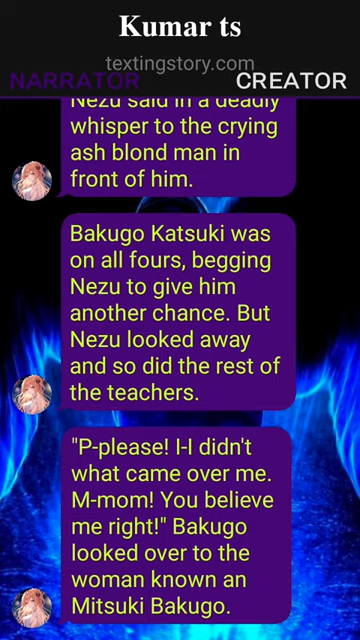 Kumar ts
textingstory.com
NARRATOR CREATOR
Nezu said in a deadly
whisper to the crying
ash blond man in
front of him.
Bakugo Katsuki was
on all fours, begging
Nezu to give him
another chance. But
Nezu looked away
and so did the rest of
the teachers.
"P-please! I-I didn't
what came over me.
M-mom! You believe
me right!" Bakugo
looked over to the
woman known an
Mitsuki Bakugo.